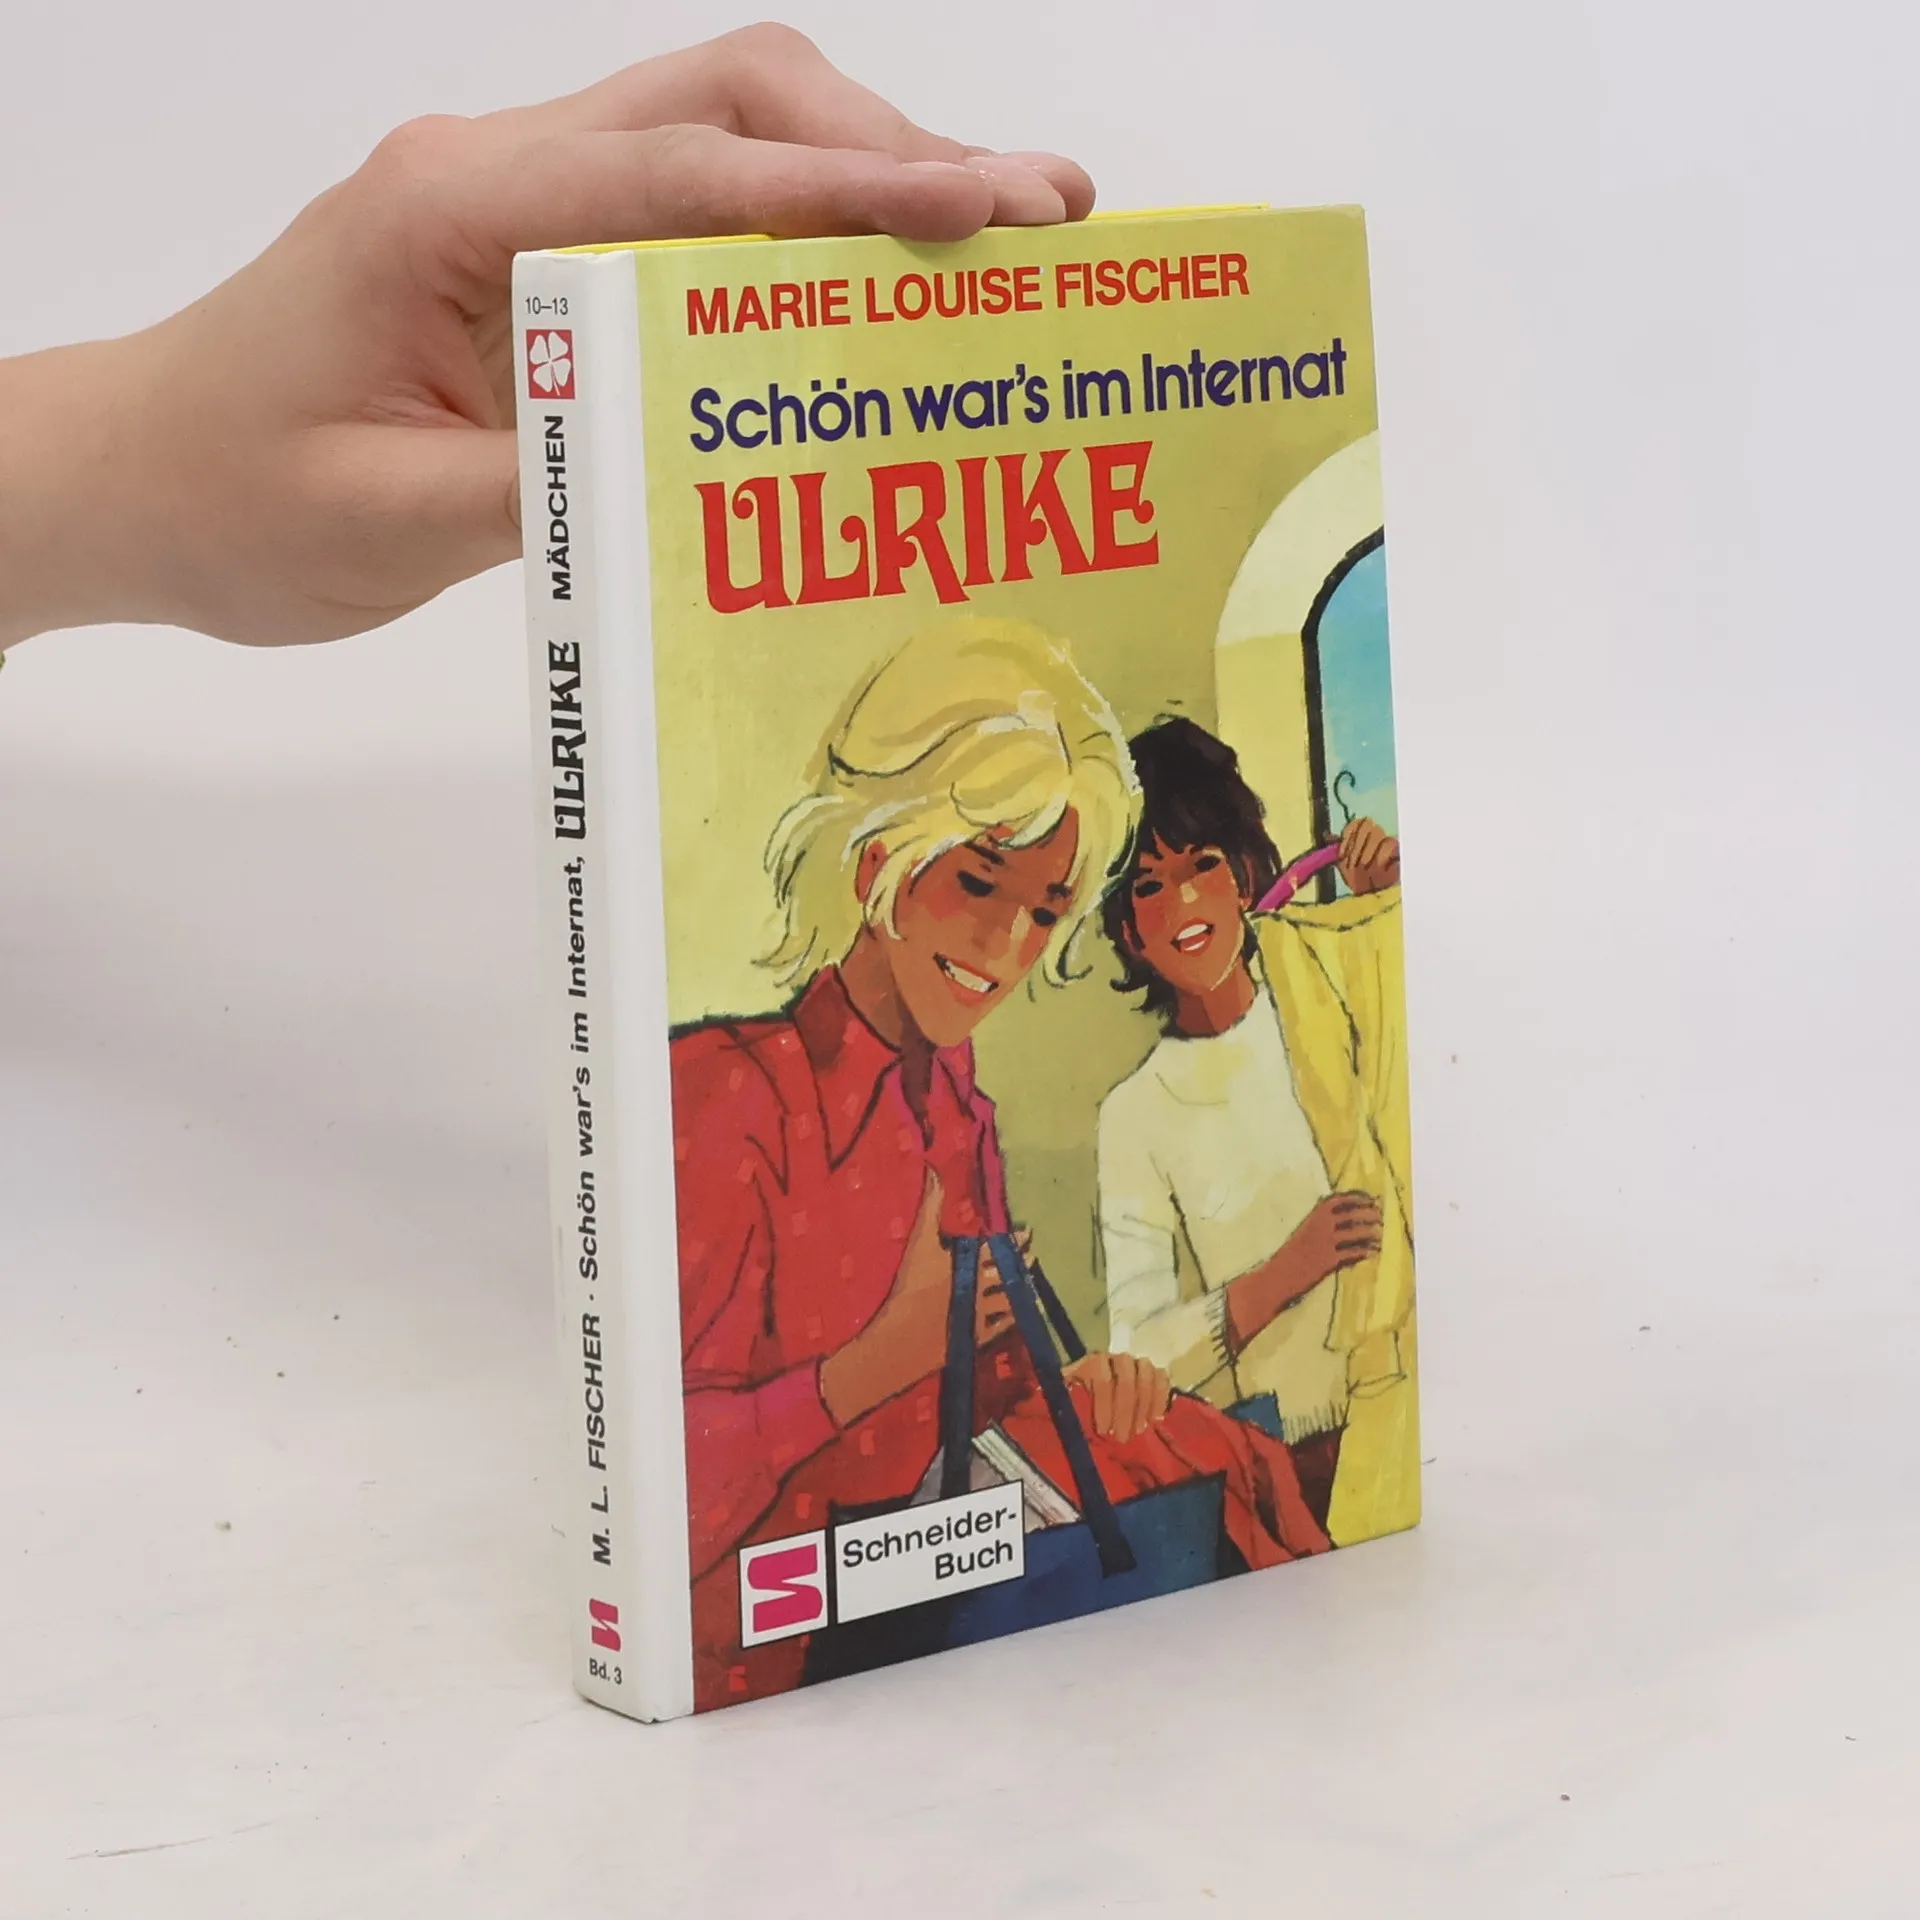 10–13
MÄDCHEN
M. L. FISCHER · Schön war's im Internat, ULRIKE
Bd. 3
MARIE LOUISE FISCHER
Schön war's im Internat
ULRIKE
Schneider-
Buch